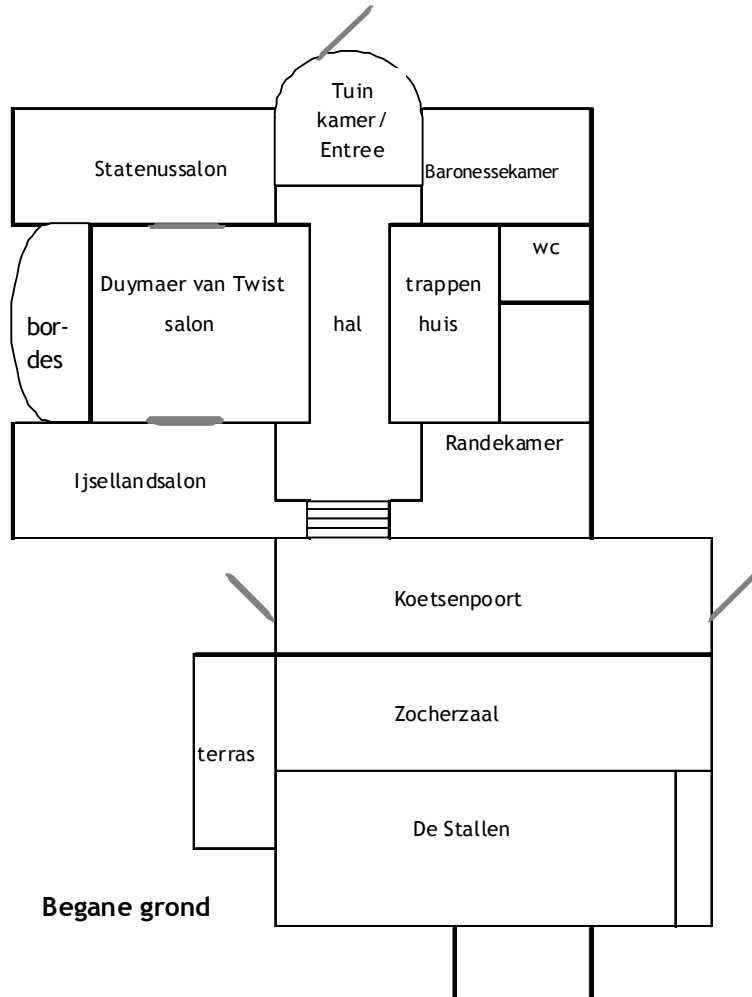 Tuin
kamer/
Entree
Statenussalon
Baronessekamer
wc
Duymaer van Twist
salon
trappen
huis
bor-
des
hal
Randekamer
Ijsellandsalon
Koetsenpoort
Zocherzaal
terras
De Stallen
Begane grond